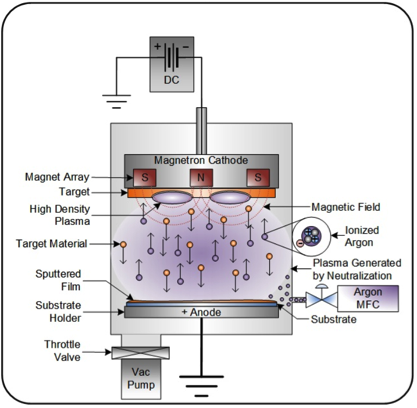 + −
DC
Magnetron Cathode
Magnet Array
S N S
Target
Magnetic Field
High Density
Plasma
Ionized
Argon
Target Material
Plasma Generated
by Neutralization
Sputtered
Film
Argon
MFC
Substrate
Holder
+ Anode
Substrate
Throttle
Valve
Vac
Pump